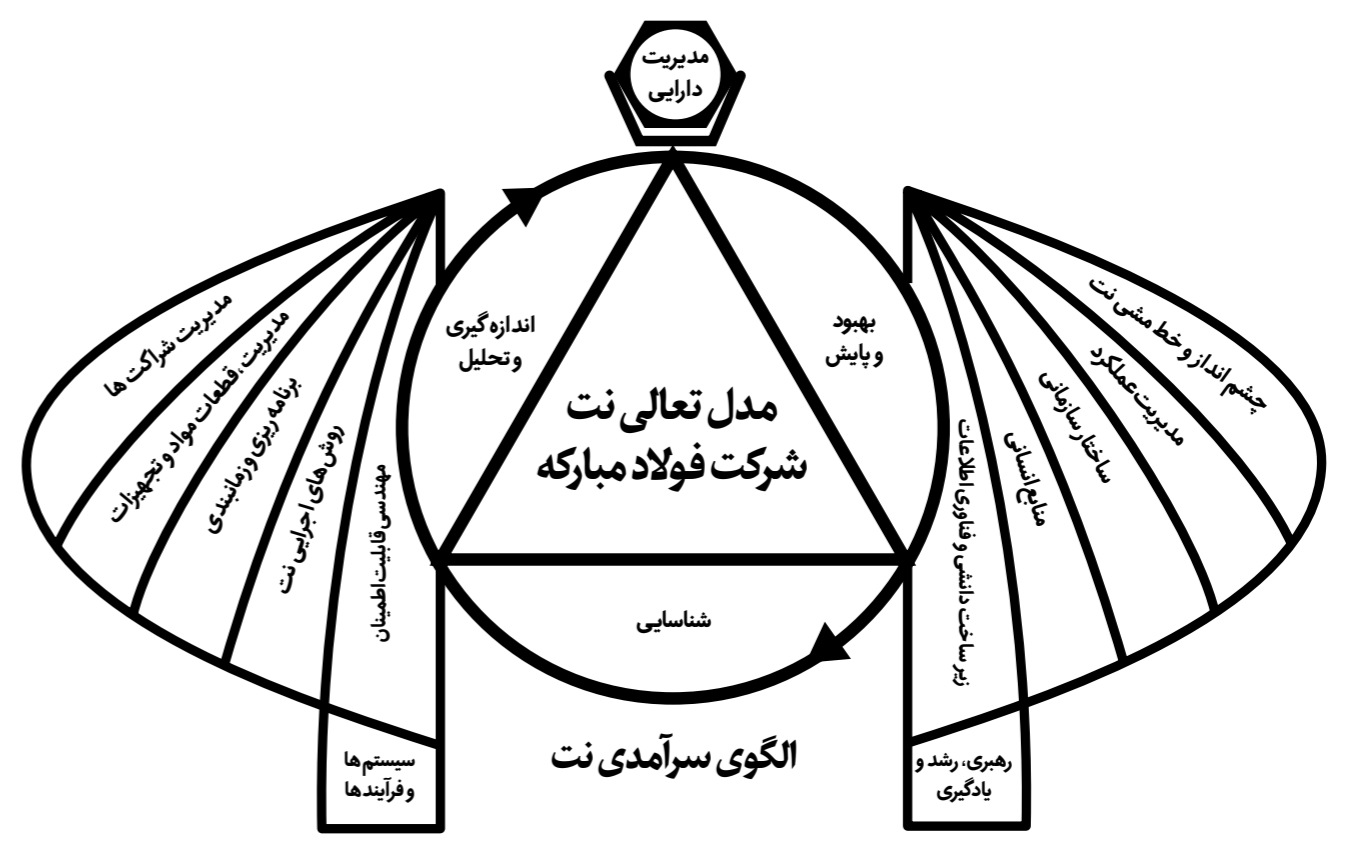 مدیریت
دارایی
بهبود
و پایش
اندازه گیری
و تحلیل
مدل تعالی نت
شرکت فولاد مبارکه
شناسایی
چشم انداز و خط مشی نت
مدیریت عملکرد
ساختار سازمانی
منابع انسانی
زیر ساخت دانشی و فناوری اطلاعات
رهبری، رشد و
یادگیری
مدیریت شراکت ها
مدیریت، قطعات مواد و تجهیزات
برنامه ریزی و زمانبندی
روش های اجرایی نت
مهندسی قابلیت اطمینان
سیستم ها
و فرآیندها
الگوی سرآمدی نت